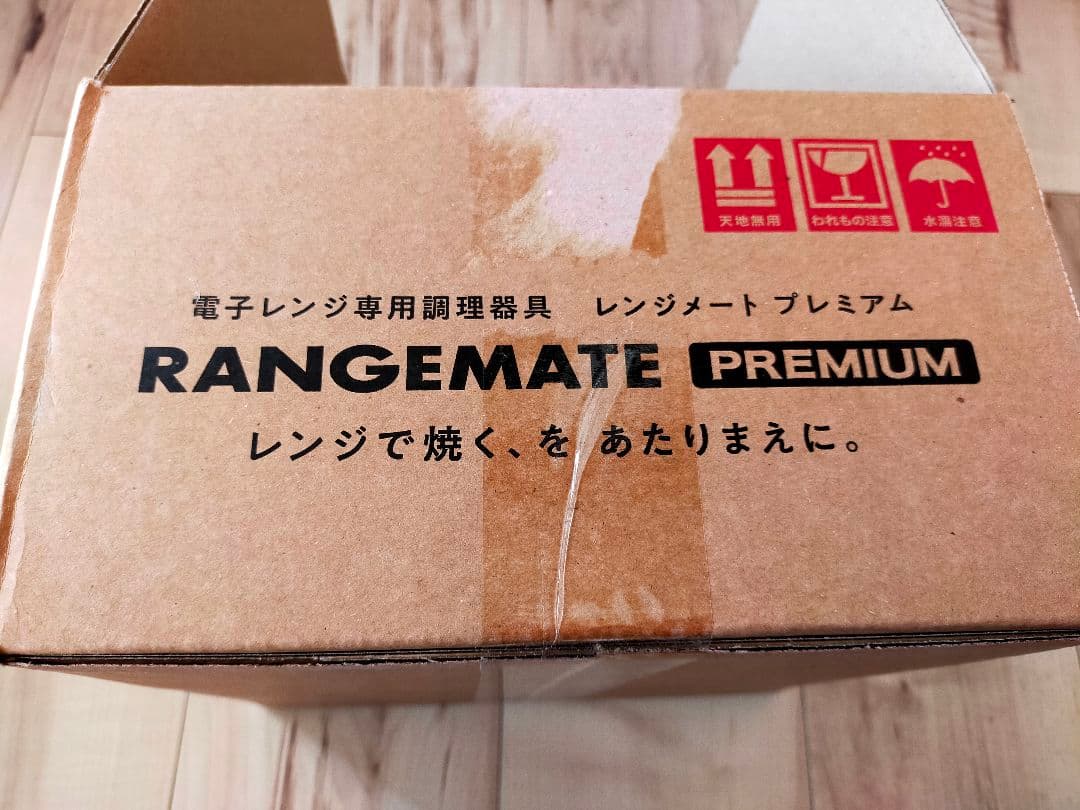 天地無用 われもの注意 水濡注意
電子レンジ専用調理器具 レンジメート プレミアム
RANGEMATE PREMIUM
レンジで焼く、を あたりまえに。